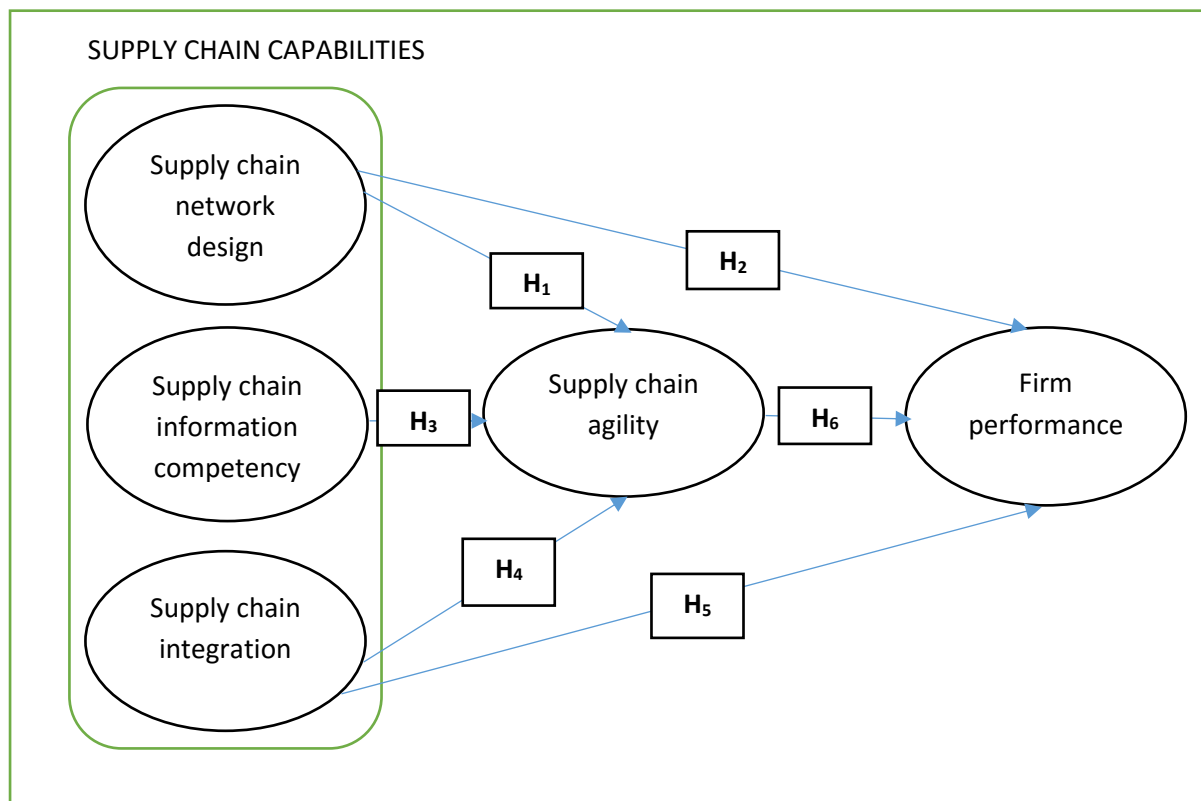 SUPPLY CHAIN CAPABILITIES
Supply chain
network
design
H₂
H₁
Supply chain
information
competency
H₃
Supply chain
agility
H₆
Firm
performance
H₄
Supply chain
integration
H₅